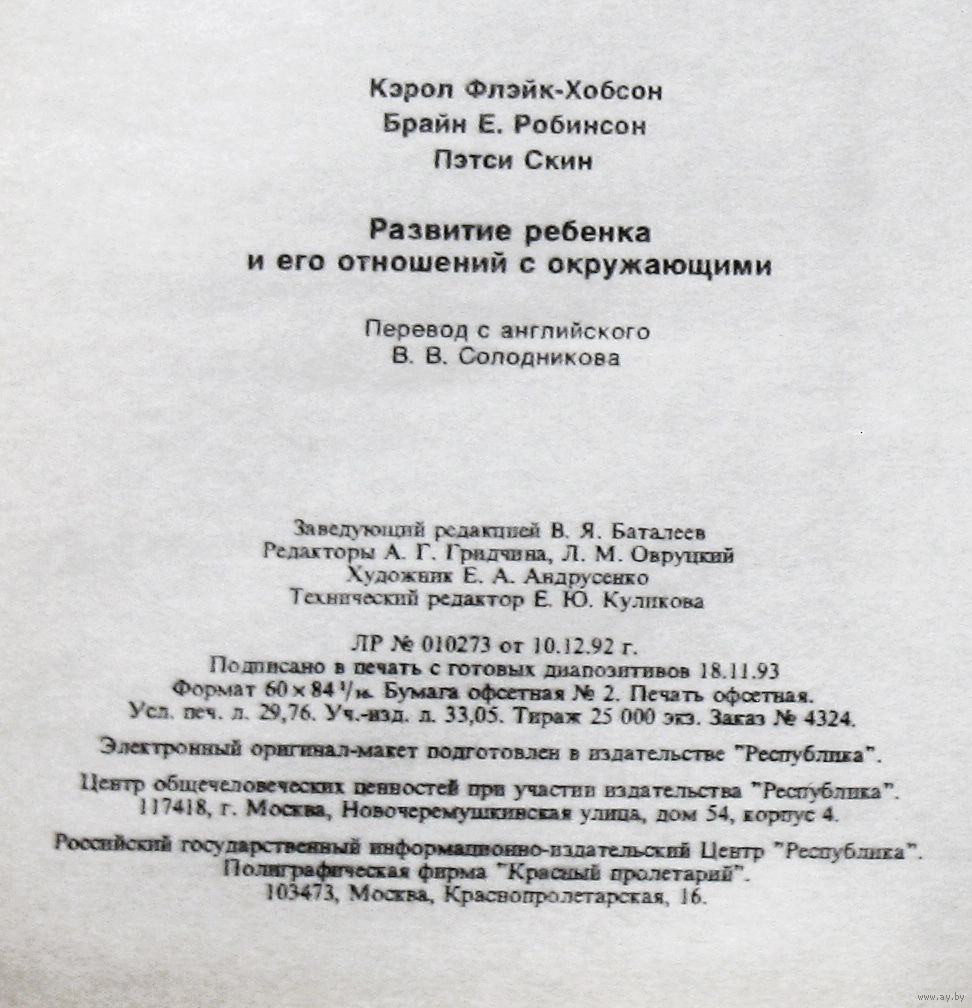 Кэрол Флэйк-Хобсон
Брайн Е. Робинсон
Пэтси Скин
Развитие ребенка
и его отношений с окружающими
Перевод с английского
В. В. Солодникова
Заведующий редакцией В. Я. Баталеев
Редакторы А. Г. Гридчина, Л. М. Овруцкий
Художник Е. А. Андрусенко
Технический редактор Е. Ю. Куликова
ЛР № 010273 от 10.12.92 г.
Подписано в печать с готовых диапозитивов 18.11.93
Формат 60 × 84 1/16. Бумага офсетная № 2. Печать офсетная.
Усл. печ. л. 29,76. Уч.-изд. л. 33,05. Тираж 25 000 экз. Заказ № 4324.
Электронный оригинал-макет подготовлен в издательстве "Республика".
Центр общечеловеческих ценностей при участии издательства "Республика".
117418, г. Москва, Новочеремушкинская улица, дом 54, корпус 4.
Российский государственный информационно-издательский Центр "Республика".
Полиграфическая фирма "Красный пролетарий".
103473, Москва, Краснопролетарская, 16.
www.ay.by